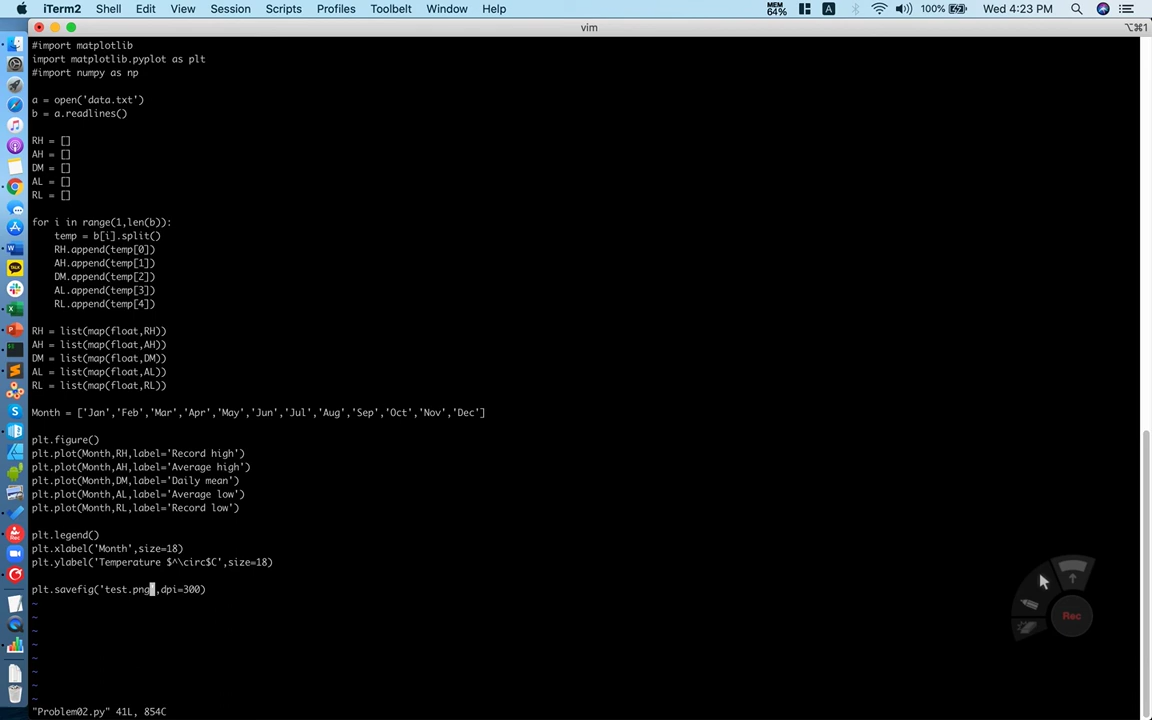 iTerm2 Shell Edit View Session Scripts Profiles Toolbelt Window Help MEM 64% A 100% Wed 4:23 PM
vim ⌥⌘1
#import matplotlib
import matplotlib.pyplot as plt
#import numpy as np
a = open('data.txt')
b = a.readlines()
RH = []
AH = []
DM = []
AL = []
RL = []
for i in range(1,len(b)):
    temp = b[i].split()
    RH.append(temp[0])
    AH.append(temp[1])
    DM.append(temp[2])
    AL.append(temp[3])
    RL.append(temp[4])
RH = list(map(float,RH))
AH = list(map(float,AH))
DM = list(map(float,DM))
AL = list(map(float,AL))
RL = list(map(float,RL))
Month = ['Jan','Feb','Mar','Apr','May','Jun','Jul','Aug','Sep','Oct','Nov','Dec']
plt.figure()
plt.plot(Month,RH,label='Record high')
plt.plot(Month,AH,label='Average high')
plt.plot(Month,DM,label='Daily mean')
plt.plot(Month,AL,label='Average low')
plt.plot(Month,RL,label='Record low')
plt.legend()
plt.xlabel('Month',size=18)
plt.ylabel('Temperature $^\circ$C',size=18)
plt.savefig('test.png',dpi=300)
~
~
~
~
~
~
~
~
Rec
"Problem02.py" 41L, 854C